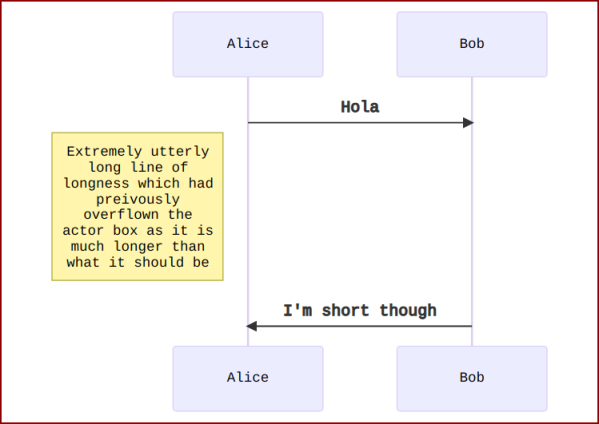 Alice
Bob
Hola
Extremely utterly
long line of
longness which had
preivously
overflown the
actor box as it is
much longer than
what it should be
I'm short though
Alice
Bob